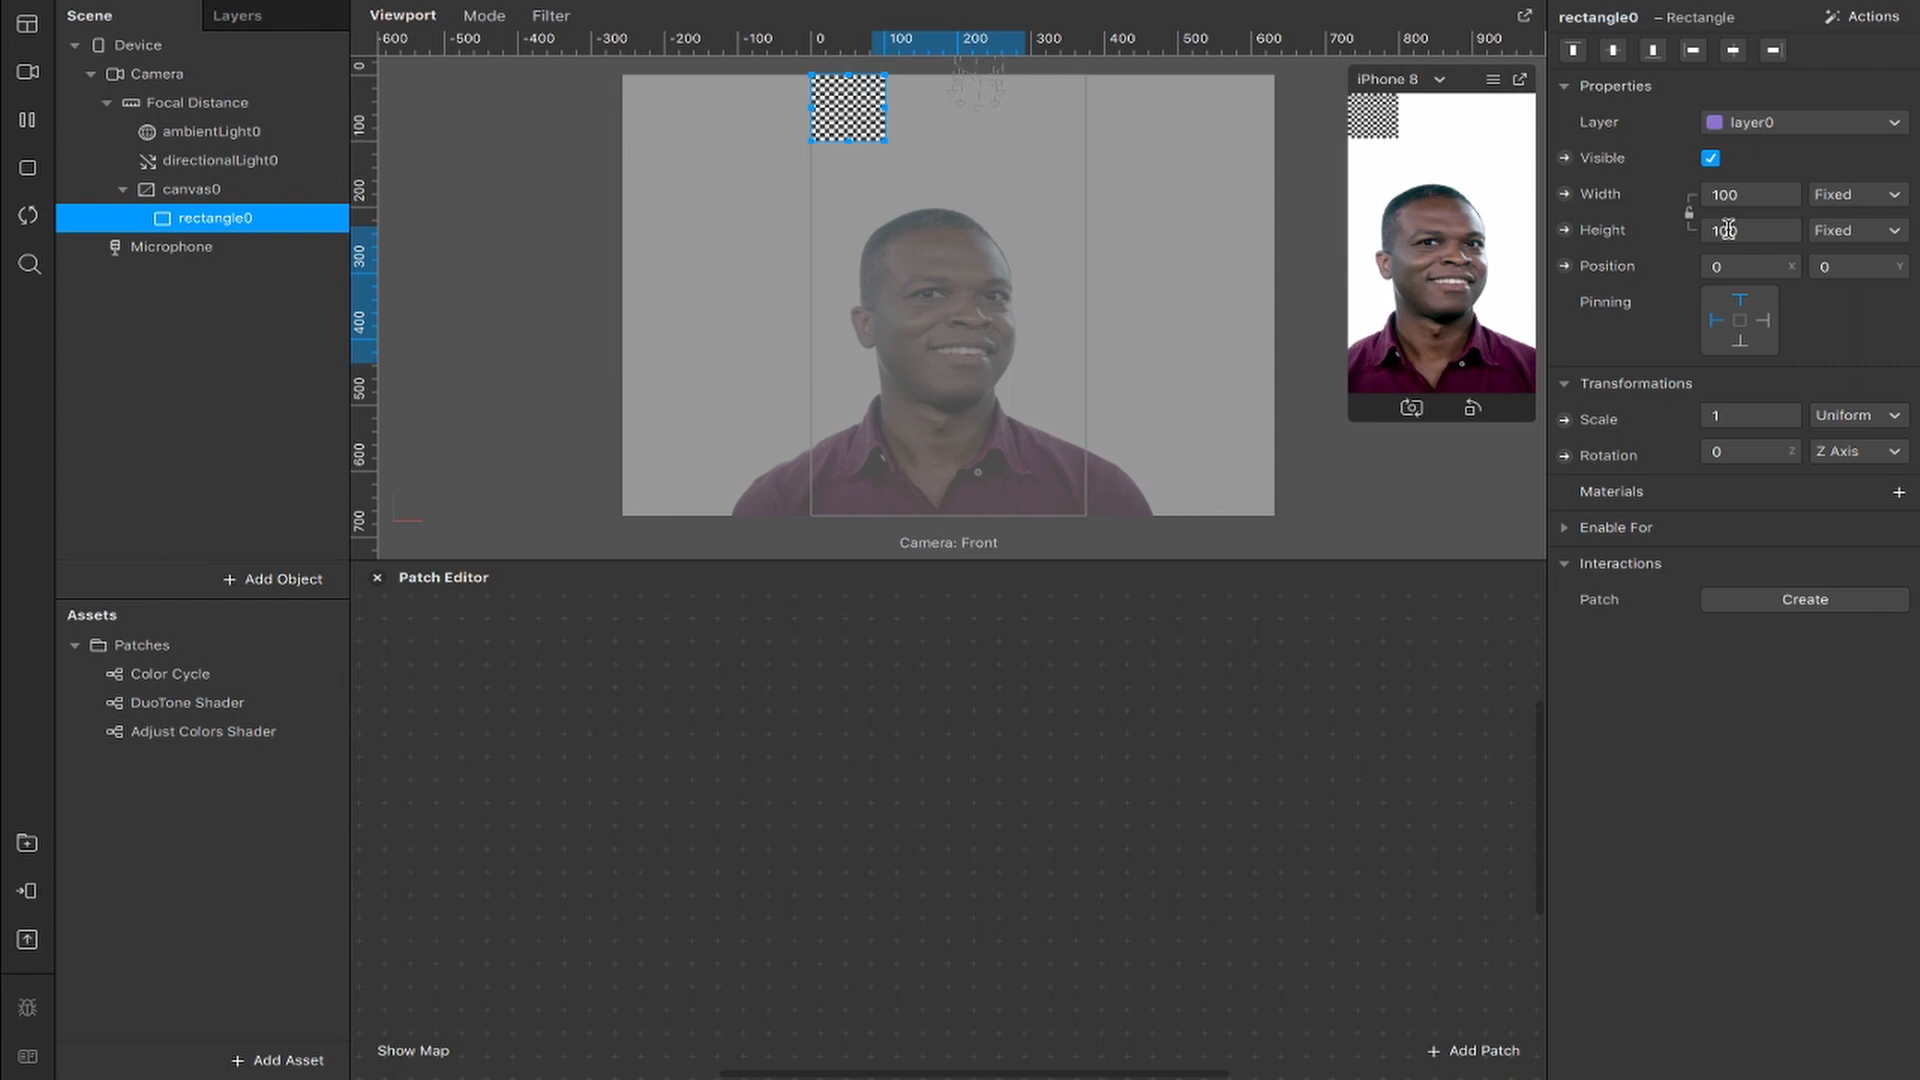 Scene
Layers
Device
Camera
Focal Distance
ambientLight0
directionalLight0
canvas0
rectangle0
Microphone
+ Add Object
Assets
Patches
Color Cycle
DuoTone Shader
Adjust Colors Shader
+ Add Asset
Viewport Mode Filter
-600 -500 -400 -300 -200 -100 0 100 200 300 400 500 600 700 800 900
0
100
200
300
400
500
600
700
Camera: Front
iPhone 8
Patch Editor
Show Map
+ Add Patch
rectangle0 – Rectangle
Actions
Properties
Layer layer0
Visible
Width 100 Fixed
Height 100 Fixed
Position 0 X 0 Y
Pinning
Transformations
Scale 1 Uniform
Rotation 0 Z Z Axis
Materials +
Enable For
Interactions
Patch Create